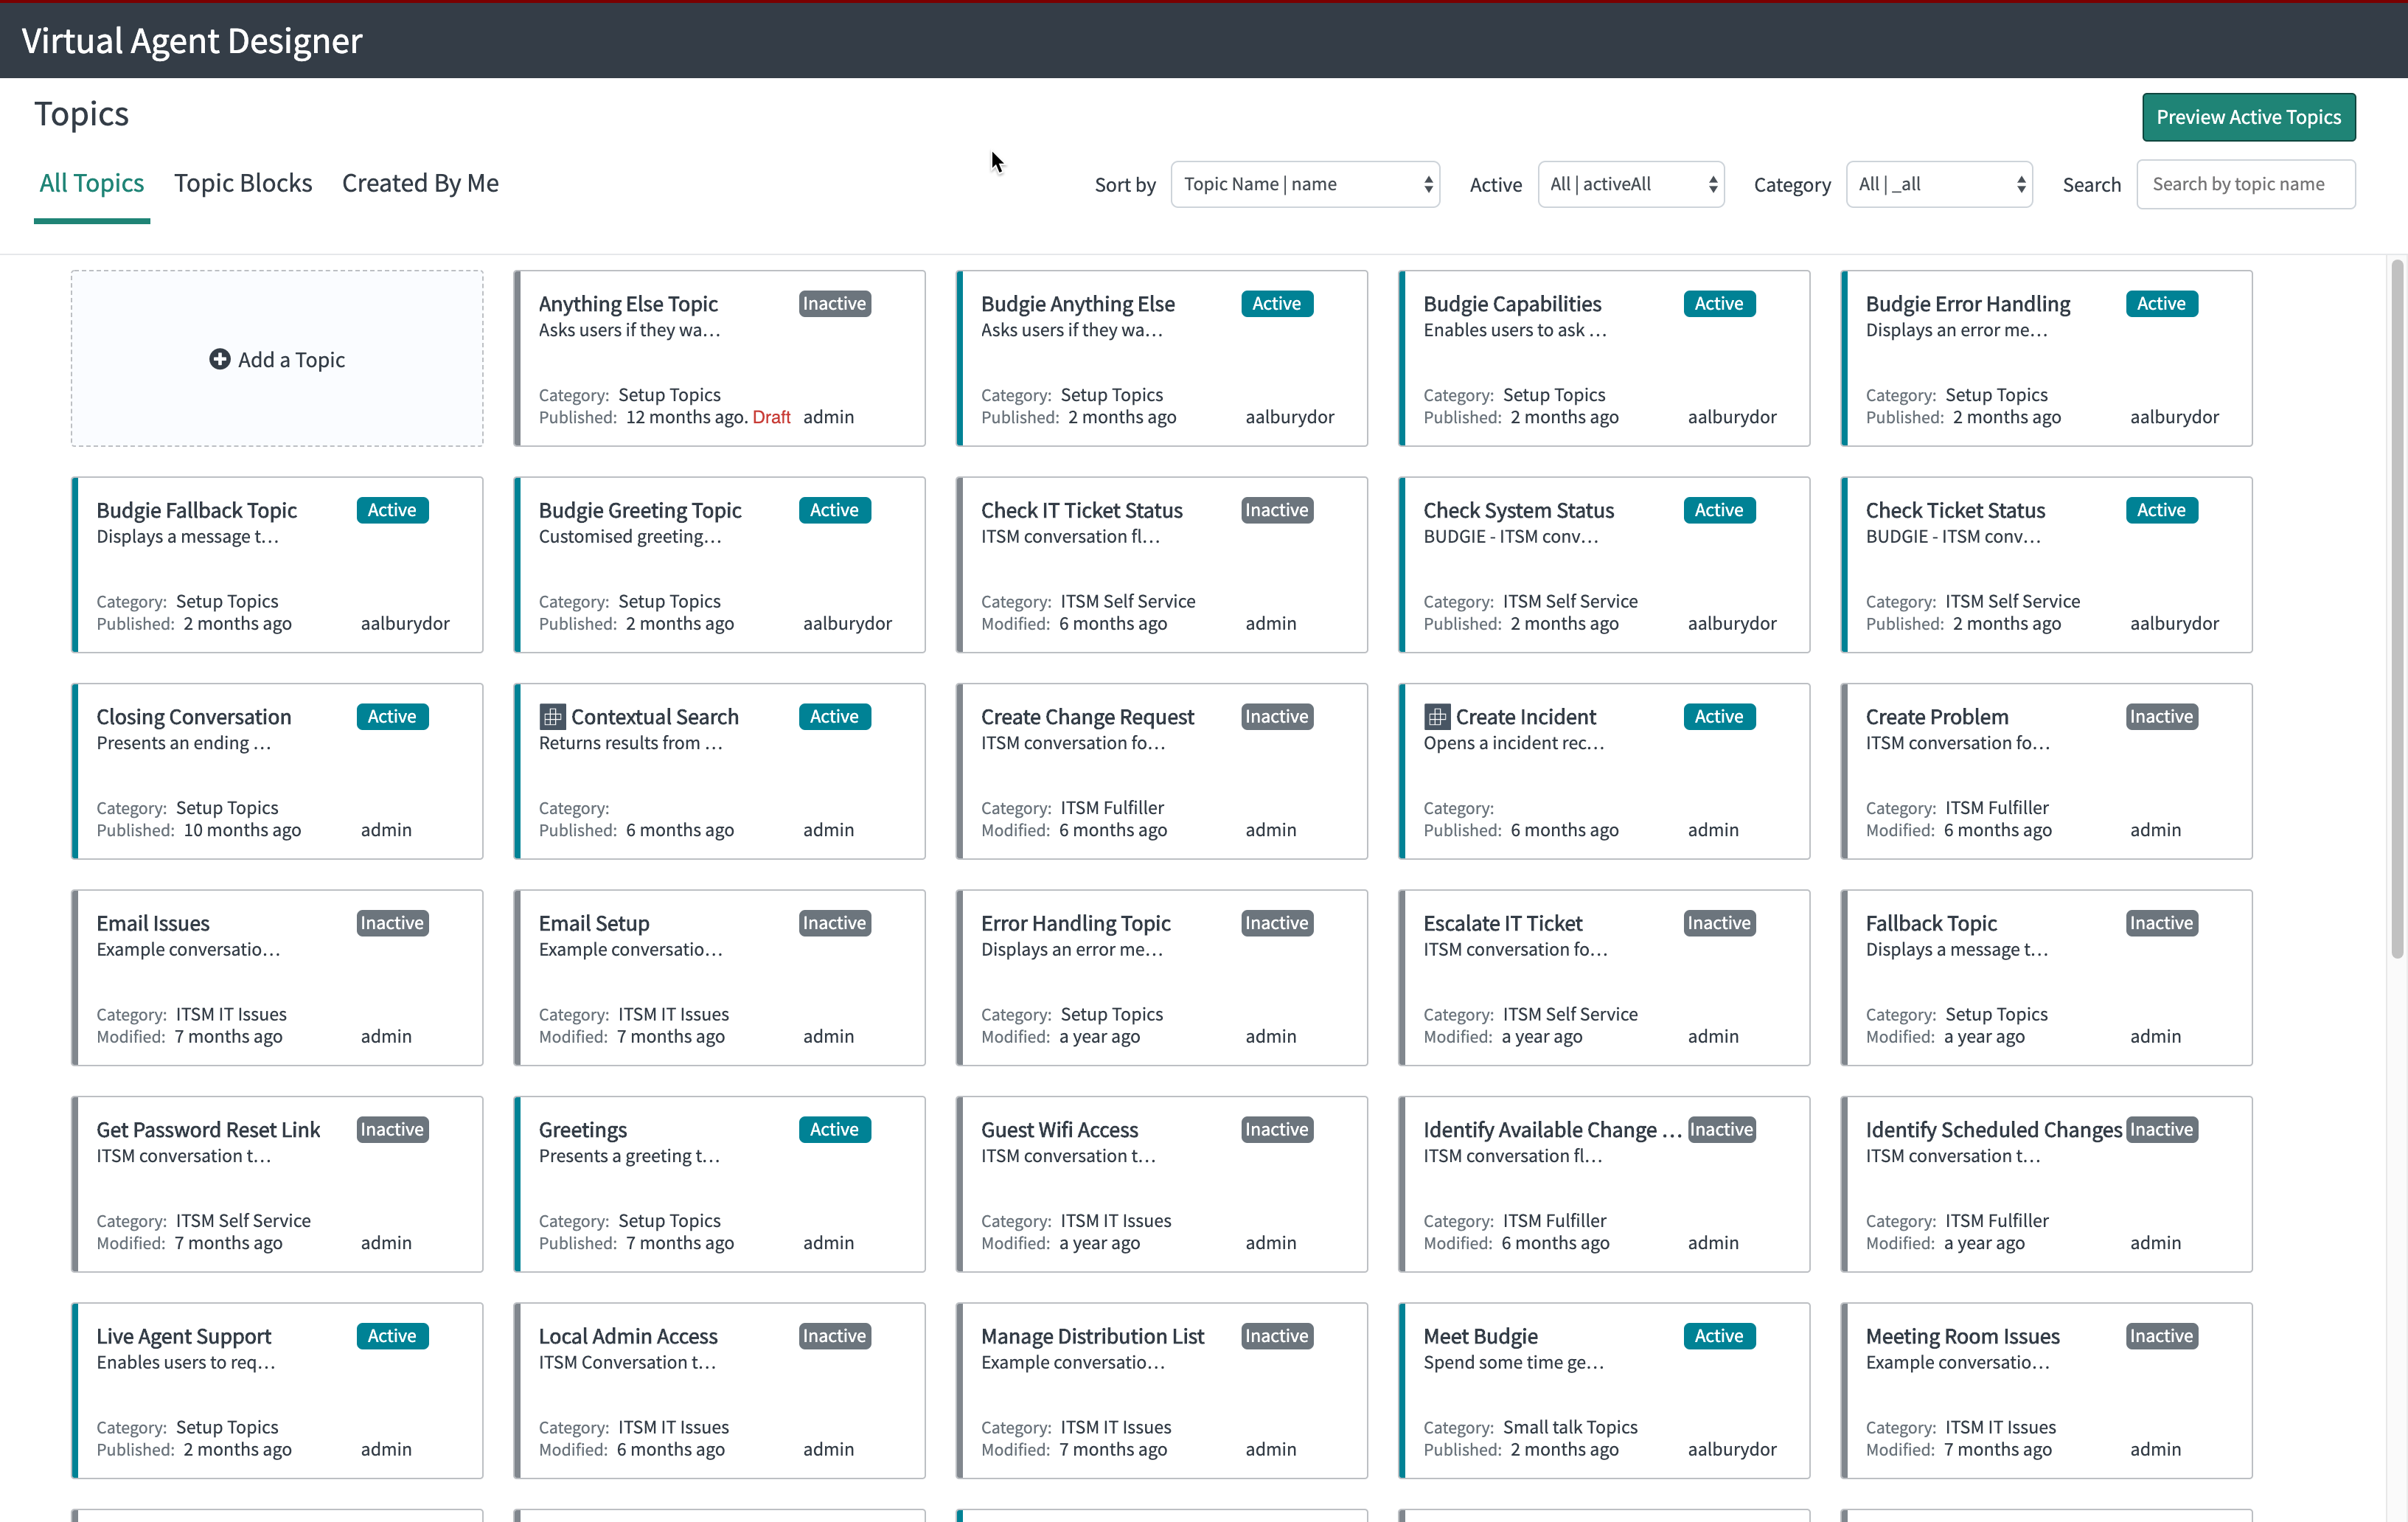 Virtual Agent Designer
Topics
Preview Active Topics
All Topics Topic Blocks Created By Me
Sort by Topic Name | name Active All | activeAll Category All | _all Search Search by topic name
Add a Topic
Anything Else Topic Inactive
Asks users if they wa...
Category: Setup Topics
Published: 12 months ago. Draft admin
Budgie Anything Else Active
Asks users if they wa...
Category: Setup Topics
Published: 2 months ago aalburydor
Budgie Capabilities Active
Enables users to ask ...
Category: Setup Topics
Published: 2 months ago aalburydor
Budgie Error Handling Active
Displays an error me...
Category: Setup Topics
Published: 2 months ago aalburydor
Budgie Fallback Topic Active
Displays a message t...
Category: Setup Topics
Published: 2 months ago aalburydor
Budgie Greeting Topic Active
Customised greeting...
Category: Setup Topics
Published: 2 months ago aalburydor
Check IT Ticket Status Inactive
ITSM conversation fl...
Category: ITSM Self Service
Modified: 6 months ago admin
Check System Status Active
BUDGIE - ITSM conv...
Category: ITSM Self Service
Published: 2 months ago aalburydor
Check Ticket Status Active
BUDGIE - ITSM conv...
Category: ITSM Self Service
Published: 2 months ago aalburydor
Closing Conversation Active
Presents an ending ...
Category: Setup Topics
Published: 10 months ago admin
Contextual Search Active
Returns results from ...
Category:
Published: 6 months ago admin
Create Change Request Inactive
ITSM conversation fo...
Category: ITSM Fulfiller
Modified: 6 months ago admin
Create Incident Active
Opens a incident rec...
Category:
Published: 6 months ago admin
Create Problem Inactive
ITSM conversation fo...
Category: ITSM Fulfiller
Modified: 6 months ago admin
Email Issues Inactive
Example conversatio...
Category: ITSM IT Issues
Modified: 7 months ago admin
Email Setup Inactive
Example conversatio...
Category: ITSM IT Issues
Modified: 7 months ago admin
Error Handling Topic Inactive
Displays an error me...
Category: Setup Topics
Modified: a year ago admin
Escalate IT Ticket Inactive
ITSM conversation fo...
Category: ITSM Self Service
Modified: a year ago admin
Fallback Topic Inactive
Displays a message t...
Category: Setup Topics
Modified: a year ago admin
Get Password Reset Link Inactive
ITSM conversation t...
Category: ITSM Self Service
Modified: 7 months ago admin
Greetings Active
Presents a greeting t...
Category: Setup Topics
Published: 7 months ago admin
Guest Wifi Access Inactive
ITSM conversation t...
Category: ITSM IT Issues
Modified: a year ago admin
Identify Available Change ... Inactive
ITSM conversation fl...
Category: ITSM Fulfiller
Modified: 6 months ago admin
Identify Scheduled Changes Inactive
ITSM conversation t...
Category: ITSM Fulfiller
Modified: a year ago admin
Live Agent Support Active
Enables users to req...
Category: Setup Topics
Published: 2 months ago admin
Local Admin Access Inactive
ITSM Conversation t...
Category: ITSM IT Issues
Modified: 6 months ago admin
Manage Distribution List Inactive
Example conversatio...
Category: ITSM IT Issues
Modified: 7 months ago admin
Meet Budgie Active
Spend some time ge...
Category: Small talk Topics
Published: 2 months ago aalburydor
Meeting Room Issues Inactive
Example conversatio...
Category: ITSM IT Issues
Modified: 7 months ago admin